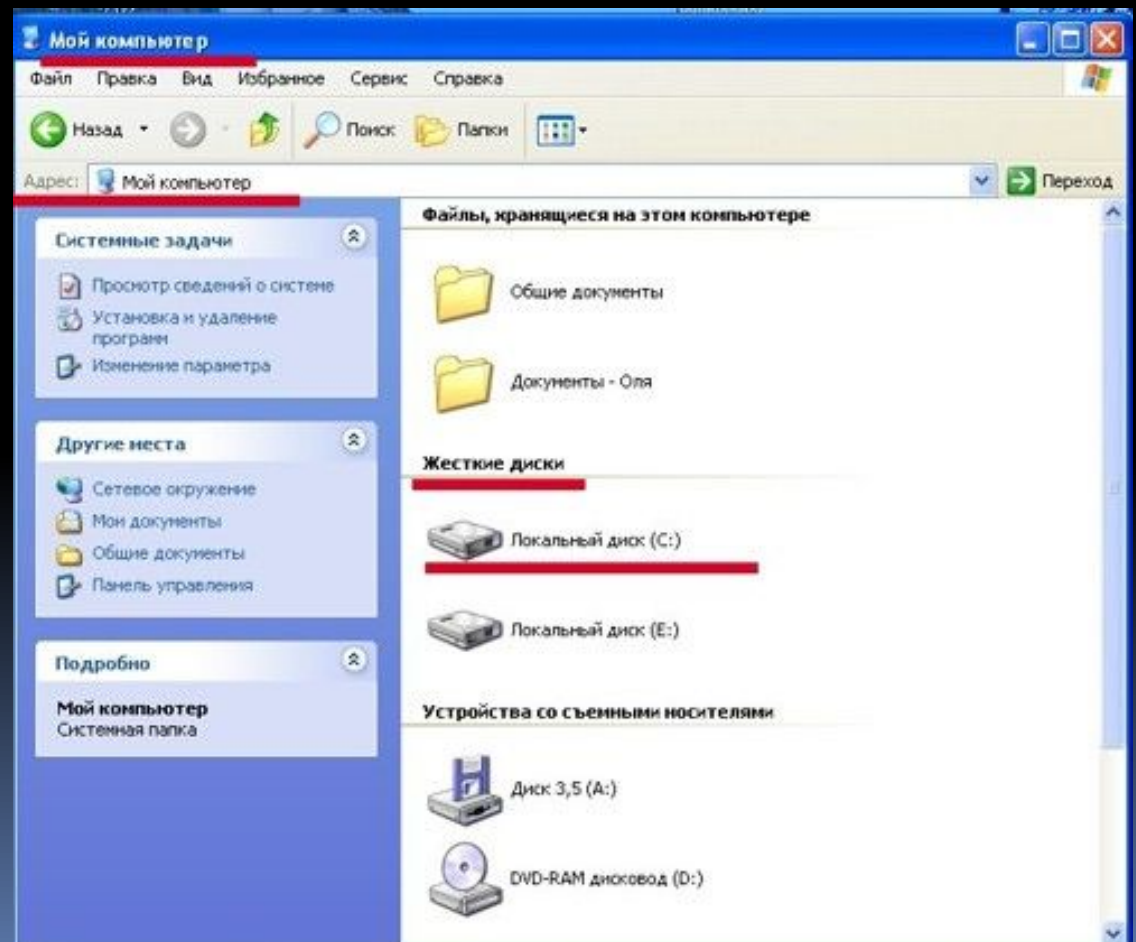 Мой компьютер
Файл Правка Вид Избранное Сервис Справка
Назад Поиск Папки
Адрес: Мой компьютер Переход
Системные задачи
Просмотр сведений о системе
Установка и удаление
программ
Изменение параметра
Другие места
Сетевое окружение
Мои документы
Общие документы
Панель управления
Подробно
Мой компьютер
Системная папка
Файлы, хранящиеся на этом компьютере
Общие документы
Документы - Оля
Жесткие диски
Локальный диск (C:)
Локальный диск (E:)
Устройства со съемными носителями
Диск 3,5 (A:)
DVD-RAM дисковод (D:)